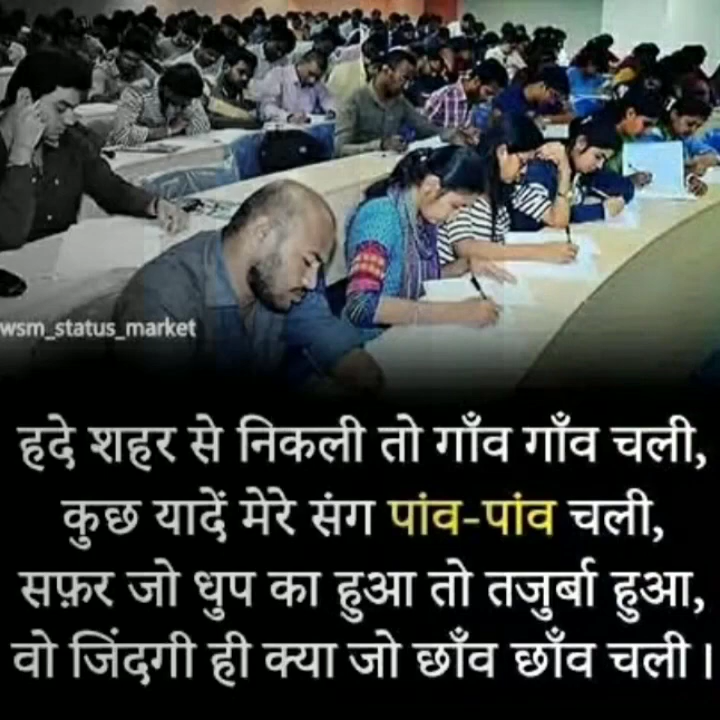 wsm_status_market
हदे शहर से निकली तो गाँव गाँव चली,
कुछ यादें मेरे संग पांव-पांव चली,
सफ़र जो धुप का हुआ तो तजुर्बा हुआ,
वो जिंदगी ही क्या जो छाँव छाँव चली।